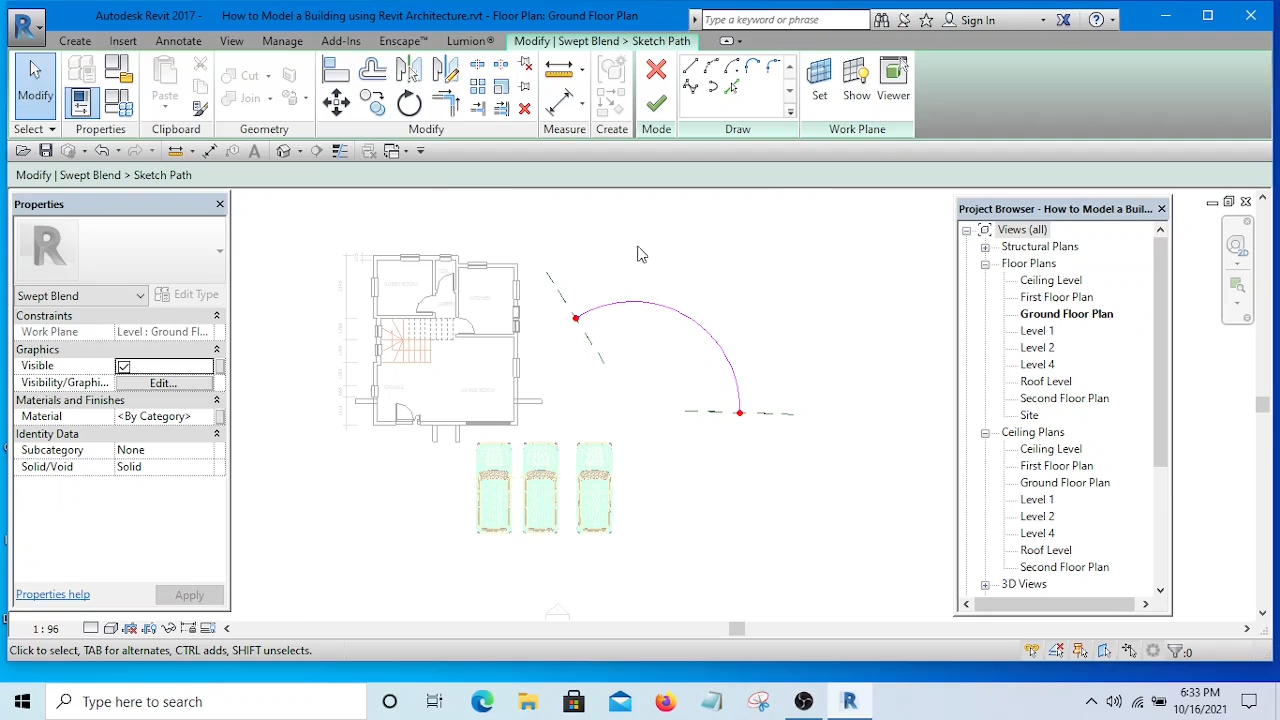 Autodesk Revit 2017 - How to Model a Building using Revit Architecture.rvt - Floor Plan: Ground Floor Plan
Type a keyword or phrase
Sign In
Create Insert Annotate View Manage Add-Ins Enscape™ Lumion® Modify | Swept Blend > Sketch Path
Modify
Paste
Cut
Join
Set Show Viewer
Select Properties Clipboard Geometry Modify Measure Create Mode Draw Work Plane
Modify | Swept Blend > Sketch Path
Properties
Swept Blend
Edit Type
Constraints
Work Plane Level : Ground Fl...
Graphics
Visible
Visibility/Graphi... Edit...
Materials and Finishes
Material <By Category>
Identity Data
Subcategory None
Solid/Void Solid
Properties help
Apply
Project Browser - How to Model a Buil...
Views (all)
Structural Plans
Floor Plans
Ceiling Level
First Floor Plan
Ground Floor Plan
Level 1
Level 2
Level 4
Roof Level
Second Floor Plan
Site
Ceiling Plans
Ceiling Level
First Floor Plan
Ground Floor Plan
Level 1
Level 2
Level 4
Roof Level
Second Floor Plan
3D Views
1 : 96
Click to select, TAB for alternates, CTRL adds, SHIFT unselects.
:0
Type here to search
6:33 PM
10/16/2021